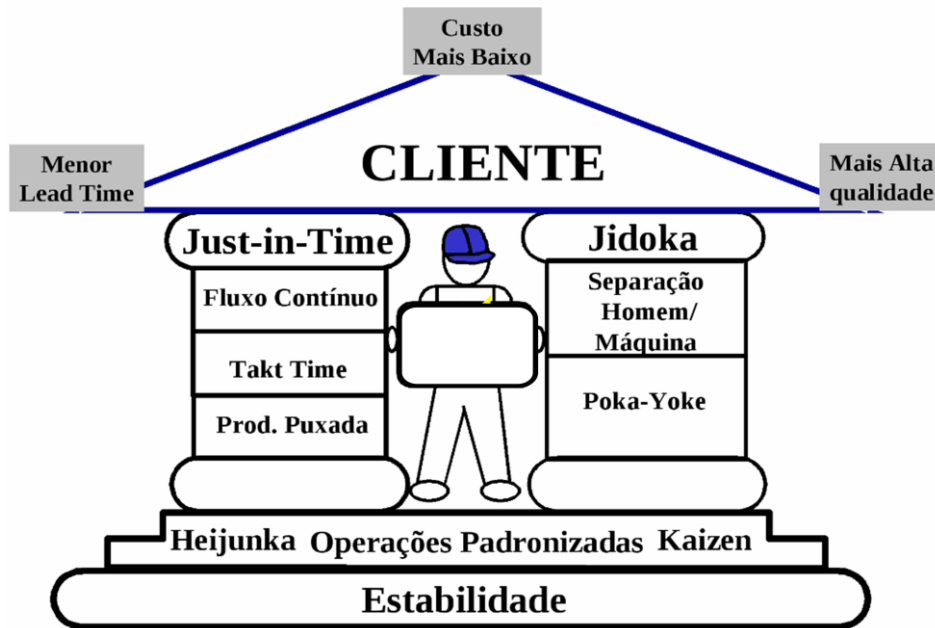 Custo
Mais Baixo
Menor
Lead Time
CLIENTE
Mais Alta
qualidade
Just-in-Time
Fluxo Contínuo
Takt Time
Prod. Puxada
Jidoka
Separação
Homem/
Máquina
Poka-Yoke
Heijunka Operações Padronizadas Kaizen
Estabilidade